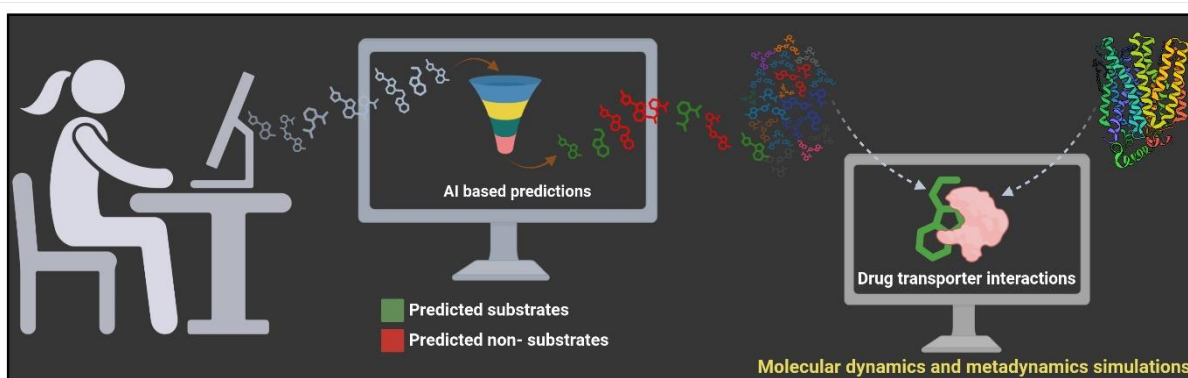 AI based predictions
Predicted substrates
Predicted non- substrates
Drug transporter interactions
Molecular dynamics and metadynamics simulations